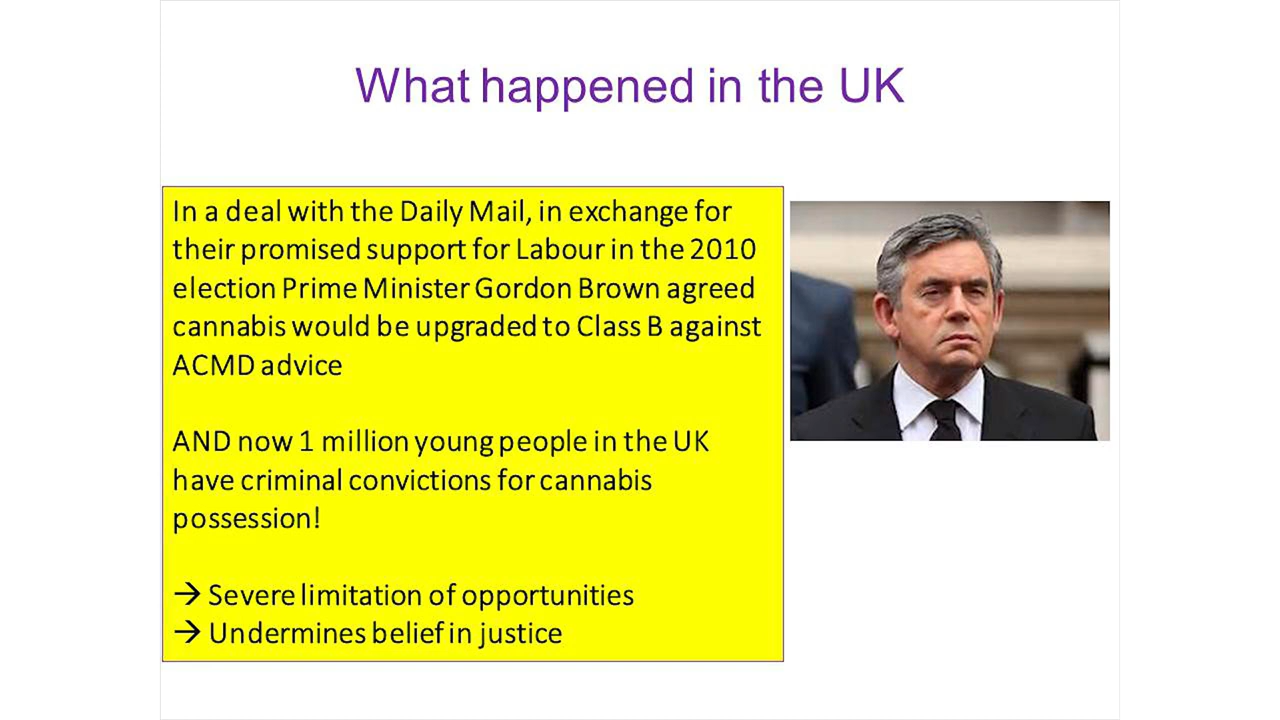 What happened in the UK
In a deal with the Daily Mail, in exchange for
their promised support for Labour in the 2010
election Prime Minister Gordon Brown agreed
cannabis would be upgraded to Class B against
ACMD advice
AND now 1 million young people in the UK
have criminal convictions for cannabis
possession!
→ Severe limitation of opportunities
→ Undermines belief in justice